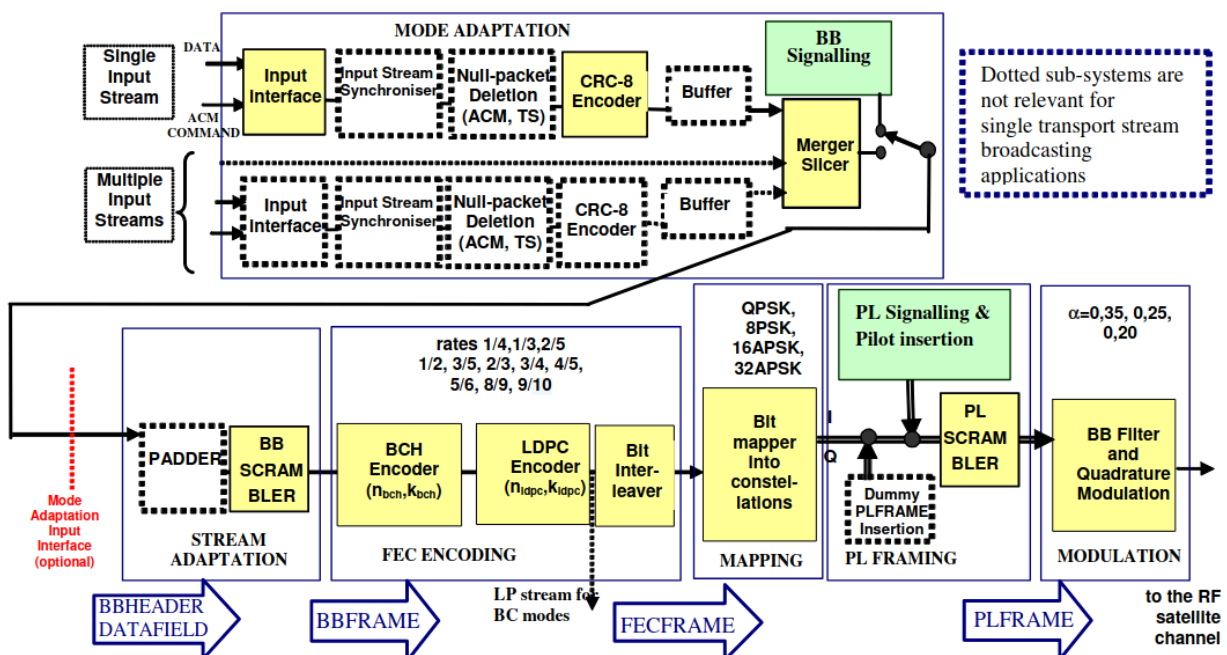 MODE ADAPTATION
BB
Signalling
DATA
Single
Input
Stream
ACM
COMMAND
Input
Interface
Input Stream
Synchroniser
Null-packet
Deletion
(ACM, TS)
CRC-8
Encoder
Buffer
Merger
Slicer
Dotted sub-systems are
not relevant for
single transport stream
broadcasting
applications
Multiple
Input
Streams
Input
Interface
Input Stream
Synchroniser
Null-packet
Deletion
(ACM, TS)
CRC-8
Encoder
Buffer
QPSK,
8PSK,
16APSK,
32APSK
PL Signalling &
Pilot insertion
α=0,35, 0,25,
0,20
rates 1/4,1/3,2/5
1/2, 3/5, 2/3, 3/4, 4/5,
5/6, 8/9, 9/10
PADDER
BB
SCRAM
BLER
BCH
Encoder
(nbch,kbch)
LDPC
Encoder
(nldpc,kldpc)
Bit
Inter-
leaver
Bit
mapper
into
constel-
lations
I
Q
Dummy
PLFRAME
Insertion
PL
SCRAM
BLER
BB Filter
and
Quadrature
Modulation
Mode
Adaptation
Input
Interface
(optional)
STREAM
ADAPTATION
FEC ENCODING
MAPPING
PL FRAMING
MODULATION
BBHEADER
DATAFIELD
BBFRAME
LP stream for
BC modes
FECFRAME
PLFRAME
to the RF
satellite
channel